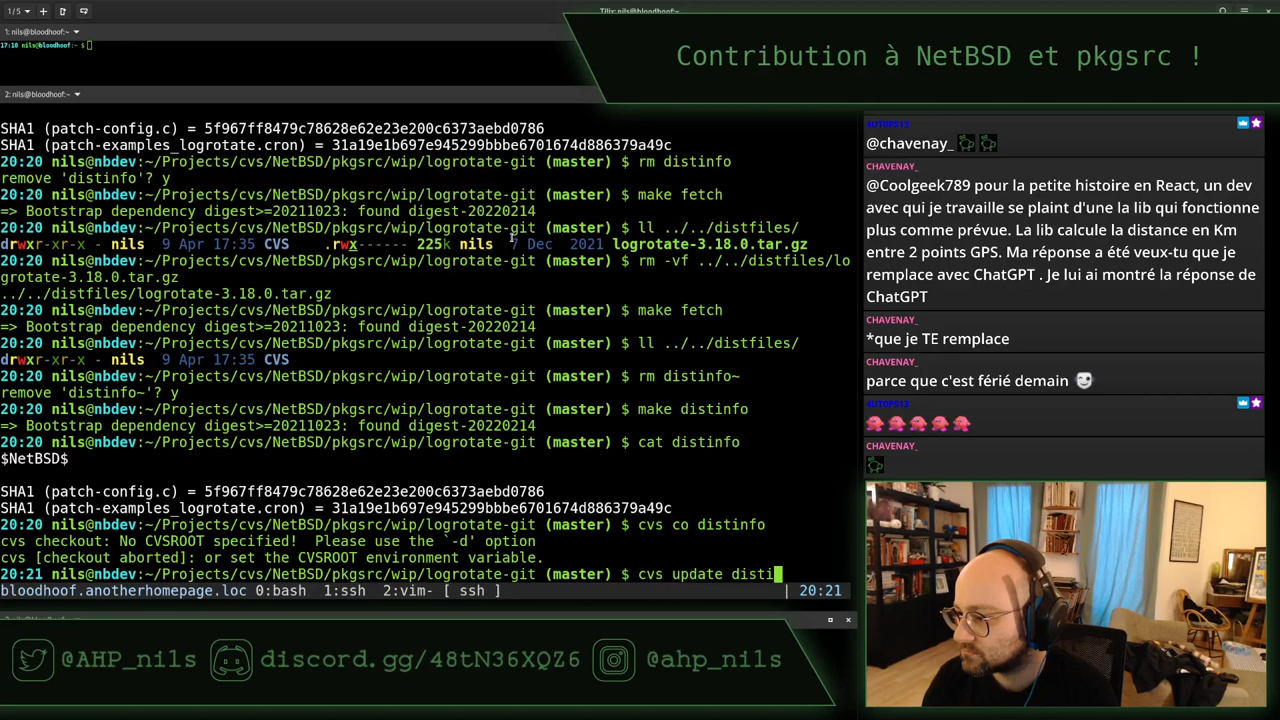 1/5
Tilix: nils@bloodhoof:~
1: nils@bloodhoof:~
17:10 nils@bloodhoof:~ $
2: nils@bloodhoof:~
Contribution à NetBSD et pkgsrc !
SHA1 (patch-config.c) = 5f967ff8479c78628e62e23e200c6373aebd0786
SHA1 (patch-examples_logrotate.cron) = 31a19e1b697e945299bbbe6701674d886379a49c
20:20 nils@nbdev:~/Projects/cvs/NetBSD/pkgsrc/wip/logrotate-git (master) $ rm distinfo
remove 'distinfo'? y
20:20 nils@nbdev:~/Projects/cvs/NetBSD/pkgsrc/wip/logrotate-git (master) $ make fetch
=> Bootstrap dependency digest>=20211023: found digest-20220214
20:20 nils@nbdev:~/Projects/cvs/NetBSD/pkgsrc/wip/logrotate-git (master) $ ll ../../distfiles/
drwxr-xr-x - nils  9 Apr 17:35 CVS    .rwx------ 225k nils  7 Dec  2021 logrotate-3.18.0.tar.gz
20:20 nils@nbdev:~/Projects/cvs/NetBSD/pkgsrc/wip/logrotate-git (master) $ rm -vf ../../distfiles/lo
grotate-3.18.0.tar.gz
../../distfiles/logrotate-3.18.0.tar.gz
20:20 nils@nbdev:~/Projects/cvs/NetBSD/pkgsrc/wip/logrotate-git (master) $ make fetch
=> Bootstrap dependency digest>=20211023: found digest-20220214
20:20 nils@nbdev:~/Projects/cvs/NetBSD/pkgsrc/wip/logrotate-git (master) $ ll ../../distfiles/
drwxr-xr-x - nils  9 Apr 17:35 CVS
20:20 nils@nbdev:~/Projects/cvs/NetBSD/pkgsrc/wip/logrotate-git (master) $ rm distinfo~
remove 'distinfo~'? y
20:20 nils@nbdev:~/Projects/cvs/NetBSD/pkgsrc/wip/logrotate-git (master) $ make distinfo
=> Bootstrap dependency digest>=20211023: found digest-20220214
20:20 nils@nbdev:~/Projects/cvs/NetBSD/pkgsrc/wip/logrotate-git (master) $ cat distinfo
$NetBSD$
SHA1 (patch-config.c) = 5f967ff8479c78628e62e23e200c6373aebd0786
SHA1 (patch-examples_logrotate.cron) = 31a19e1b697e945299bbbe6701674d886379a49c
20:20 nils@nbdev:~/Projects/cvs/NetBSD/pkgsrc/wip/logrotate-git (master) $ cvs co distinfo
cvs checkout: No CVSROOT specified!  Please use the `-d' option
cvs [checkout aborted]: or set the CVSROOT environment variable.
20:21 nils@nbdev:~/Projects/cvs/NetBSD/pkgsrc/wip/logrotate-git (master) $ cvs update disti
bloodhoof.anotherhomepage.loc 0:bash  1:ssh  2:vim- [ ssh ] | 20:21
4UT0PS13
@chavenay_
CHAVENAY_
@Coolgeek789 pour la petite histoire en React, un dev
avec qui je travaille se plaint d'une la lib qui fonctionne
plus comme prévue. La lib calcule la distance en Km
entre 2 points GPS. Ma réponse a été veux-tu que je
remplace avec ChatGPT . Je lui ai montré la réponse de
ChatGPT
CHAVENAY_
*que je TE remplace
CHAVENAY_
parce que c'est férié demain
4UT0PS13
CHAVENAY_
@AHP_nils
discord.gg/48tN36XQZ6
@ahp_nils